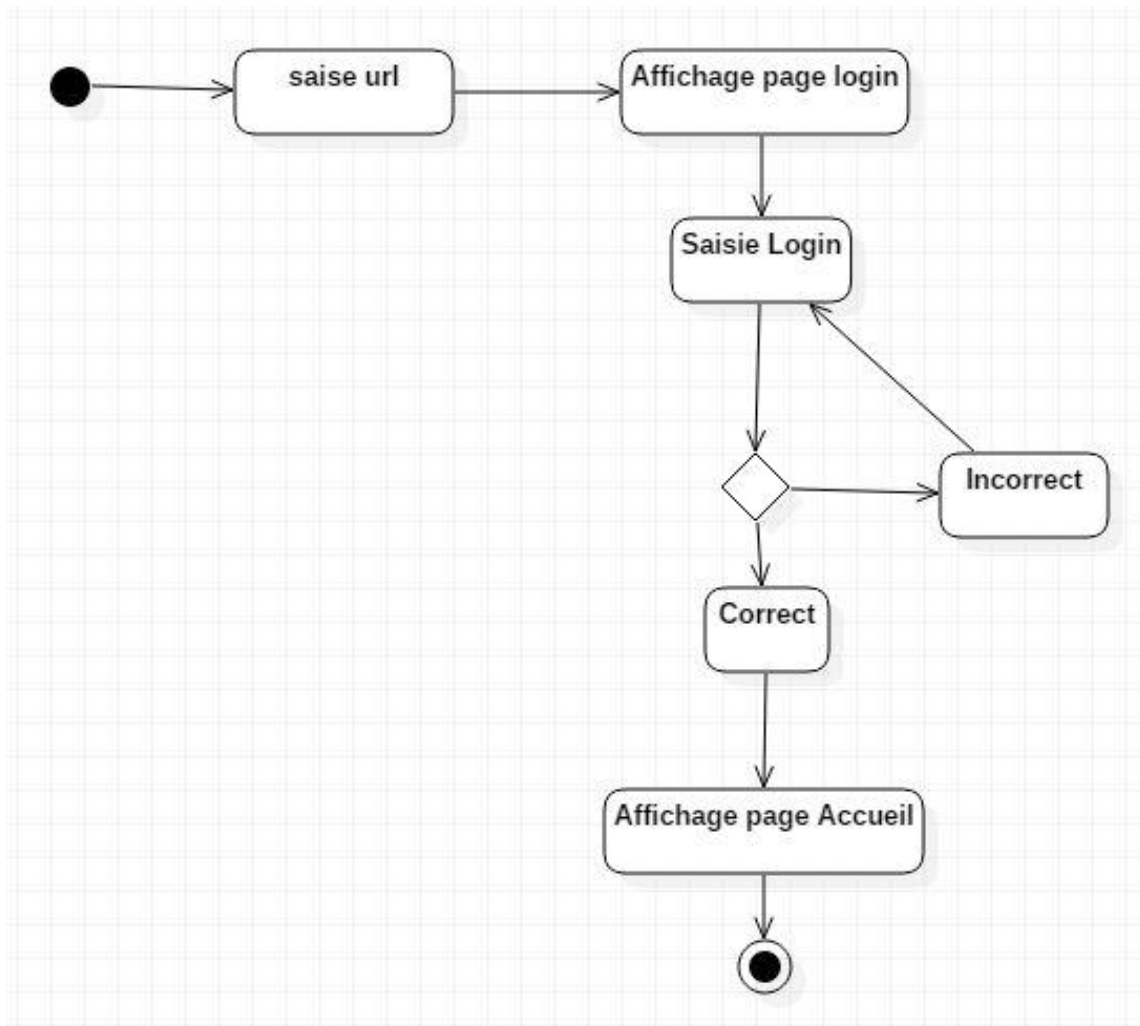 saise url
Affichage page login
Saisie Login
Incorrect
Correct
Affichage page Accueil